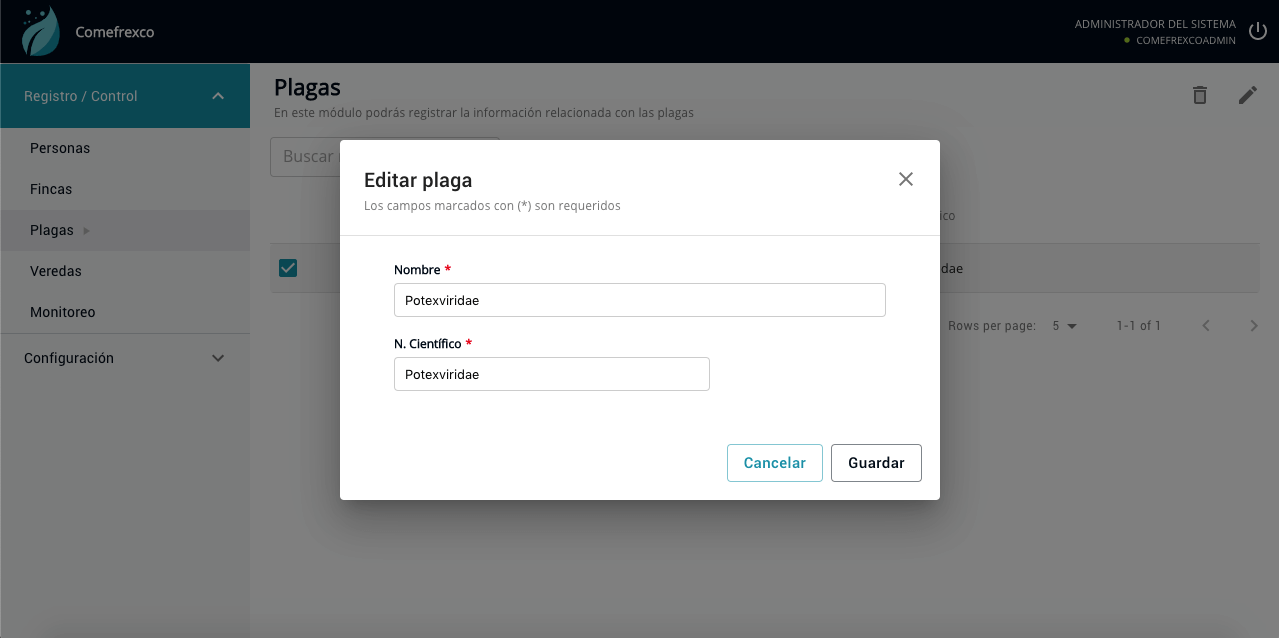 Comefrexco
ADMINISTRADOR DEL SISTEMA
COMEFREXCOADMIN
Registro / Control
Personas
Fincas
Plagas
Veredas
Monitoreo
Configuración
Plagas
En este módulo podrás registrar la información relacionada con las plagas
Buscar
Editar plaga
Los campos marcados con (*) son requeridos
Nombre *
Potexviridae
N. Científico *
Potexviridae
Cancelar
Guardar
Rows per page: 5
1-1 of 1